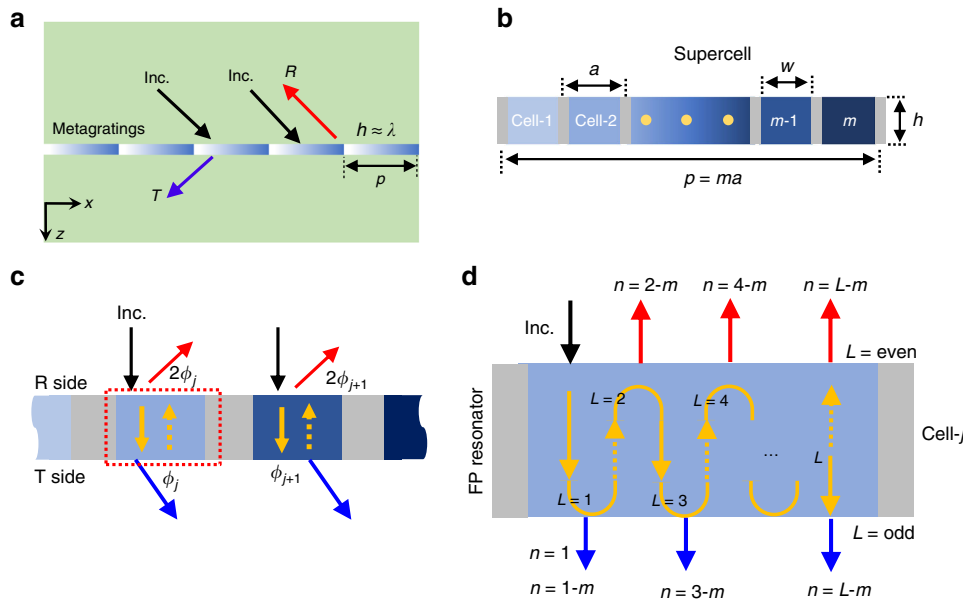 a
Inc.
Inc.
R
Metagratings
h ≈ λ
T
p
x
z
b
Supercell
a
w
Cell-1
Cell-2
m-1
m
h
p = ma
c
Inc.
2ϕj
2ϕj+1
R side
T side
ϕj
ϕj+1
d
n = 2-m
n = 4-m
n = L-m
Inc.
L = even
L = 2
L = 4
FP resonator
Cell-j
...
L
L = 1
L = 3
L = odd
n = 1
n = 1-m
n = 3-m
n = L-m